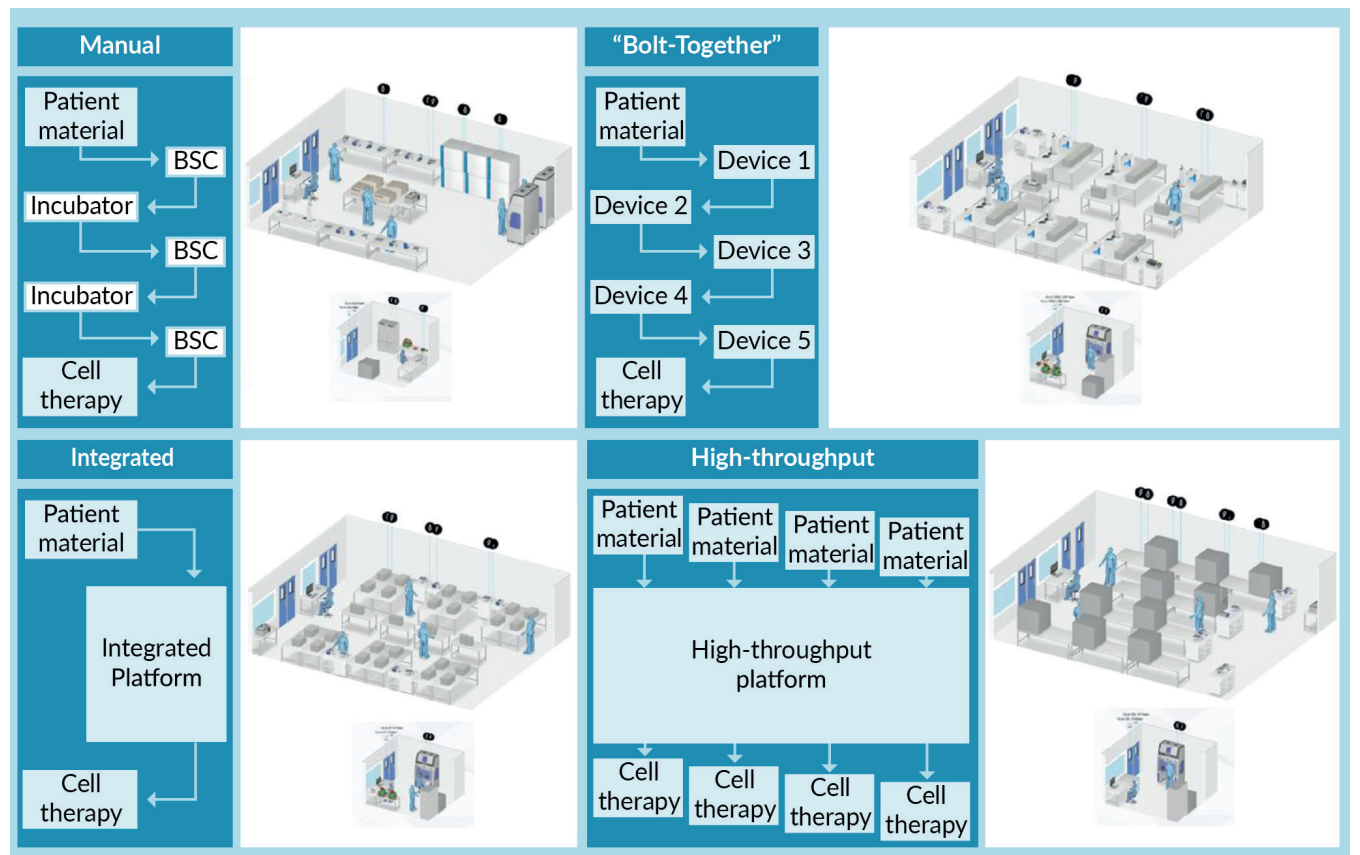 Manual
Patient
material
BSC
Incubator
BSC
Incubator
BSC
Cell
therapy
“Bolt-Together”
Patient
material
Device 1
Device 2
Device 3
Device 4
Device 5
Cell
therapy
Integrated
Patient
material
Integrated
Platform
Cell
therapy
High-throughput
Patient
material
Patient
material
Patient
material
Patient
material
High-throughput
platform
Cell
therapy
Cell
therapy
Cell
therapy
Cell
therapy